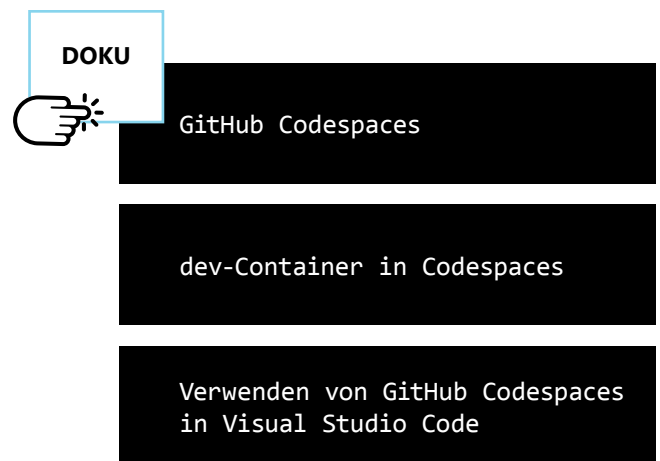 DOKU
GitHub Codespaces
dev-Container in Codespaces
Verwenden von GitHub Codespaces
in Visual Studio Code